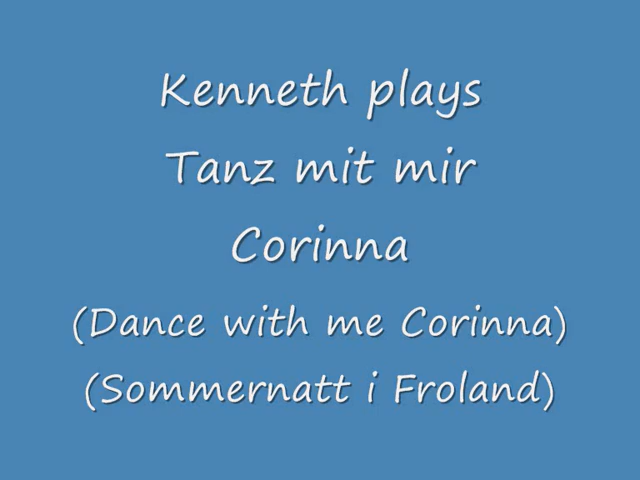 Kenneth plays
Tanz mit mir
Corinna
(Dance with me Corinna)
(Sommernatt i Froland)